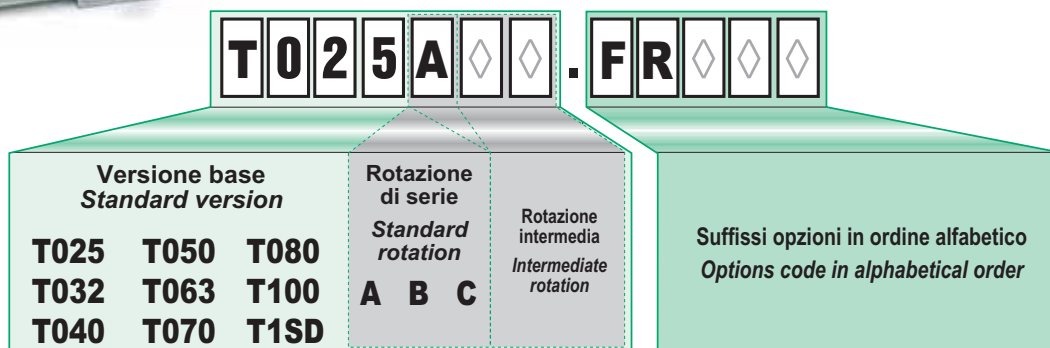 T025A◊◊.FR◊◊◊
Versione base
Standard version
T025 T050 T080
T032 T063 T100
T040 T070 T1SD
Rotazione
di serie
Standard
rotation
A B C
Rotazione
intermedia
Intermediate
rotation
Suffissi opzioni in ordine alfabetico
Options code in alphabetical order